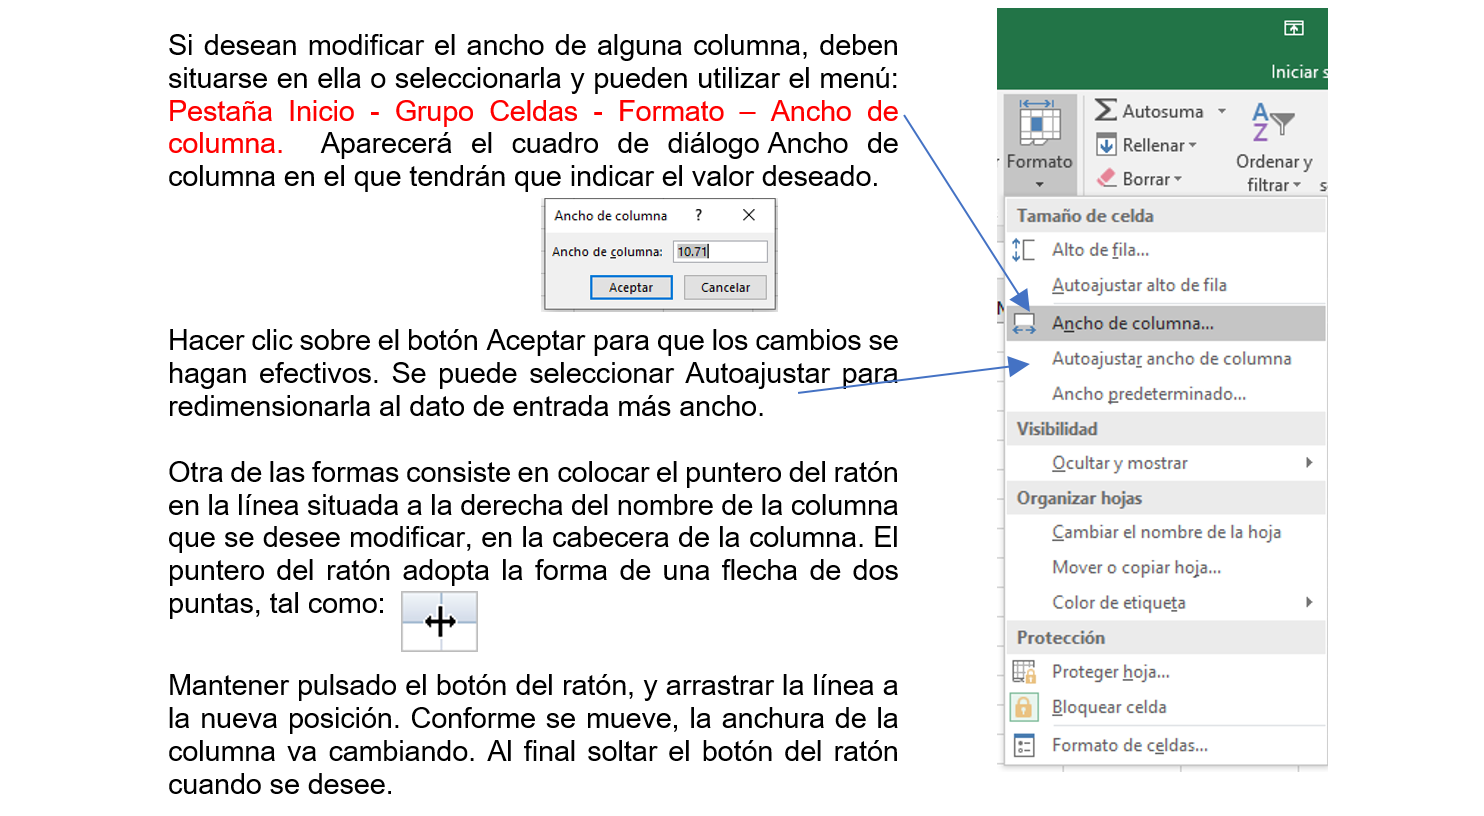 Si desean modificar el ancho de alguna columna, deben
situarse en ella o seleccionarla y pueden utilizar el menú:
Pestaña Inicio - Grupo Celdas - Formato – Ancho de
columna. Aparecerá el cuadro de diálogo Ancho de
columna en el que tendrán que indicar el valor deseado.
Ancho de columna ?
Ancho de columna: 10.71
Aceptar Cancelar
Hacer clic sobre el botón Aceptar para que los cambios se
hagan efectivos. Se puede seleccionar Autoajustar para
redimensionarla al dato de entrada más ancho.
Otra de las formas consiste en colocar el puntero del ratón
en la línea situada a la derecha del nombre de la columna
que se desee modificar, en la cabecera de la columna. El
puntero del ratón adopta la forma de una flecha de dos
puntas, tal como:
Mantener pulsado el botón del ratón, y arrastrar la línea a
la nueva posición. Conforme se mueve, la anchura de la
columna va cambiando. Al final soltar el botón del ratón
cuando se desee.
Iniciar s
Autosuma
Rellenar
Borrar
Formato
Ordenar y
filtrar
Tamaño de celda
Alto de fila...
Autoajustar alto de fila
Ancho de columna...
Autoajustar ancho de columna
Ancho predeterminado...
Visibilidad
Ocultar y mostrar
Organizar hojas
Cambiar el nombre de la hoja
Mover o copiar hoja...
Color de etiqueta
Protección
Proteger hoja...
Bloquear celda
Formato de celdas...